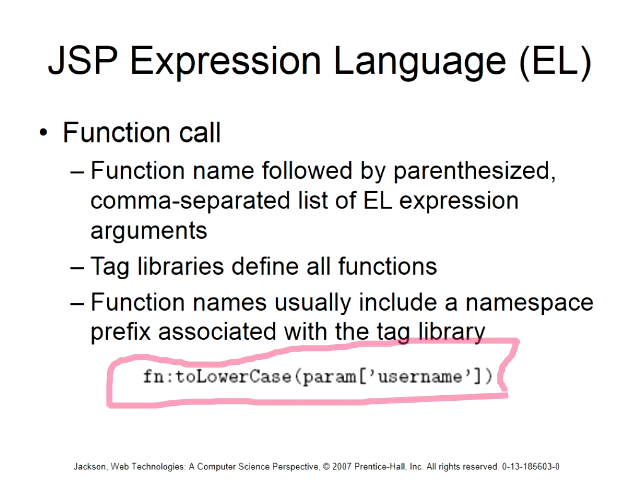 JSP Expression Language (EL)
• Function call
– Function name followed by parenthesized,
comma-separated list of EL expression
arguments
– Tag libraries define all functions
– Function names usually include a namespace
prefix associated with the tag library
fn:toLowerCase(param['username'])
Jackson, Web Technologies: A Computer Science Perspective, © 2007 Prentice-Hall, Inc. All rights reserved. 0-13-185603-0